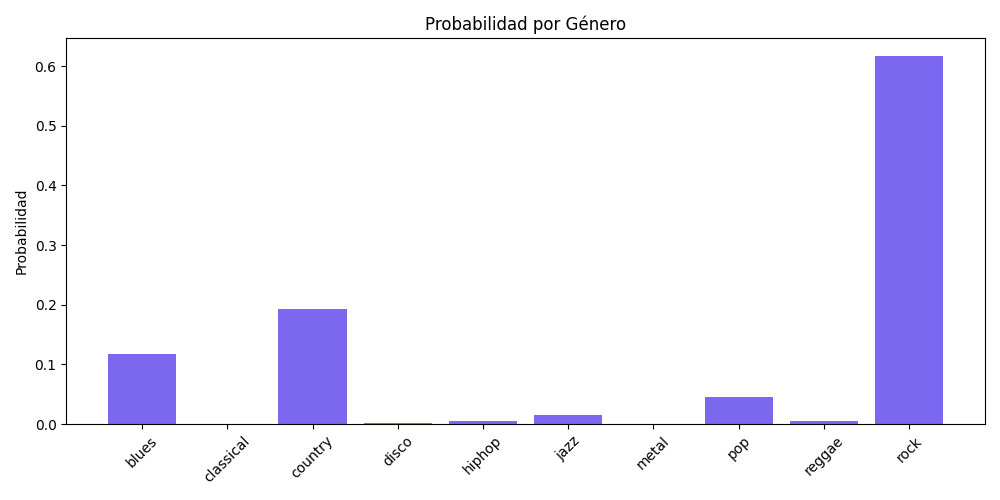 Probabilidad por Género
Probabilidad
0.6
0.5
0.4
0.3
0.2
0.1
0.0
blues
classical
country
disco
hiphop
jazz
metal
pop
reggae
rock